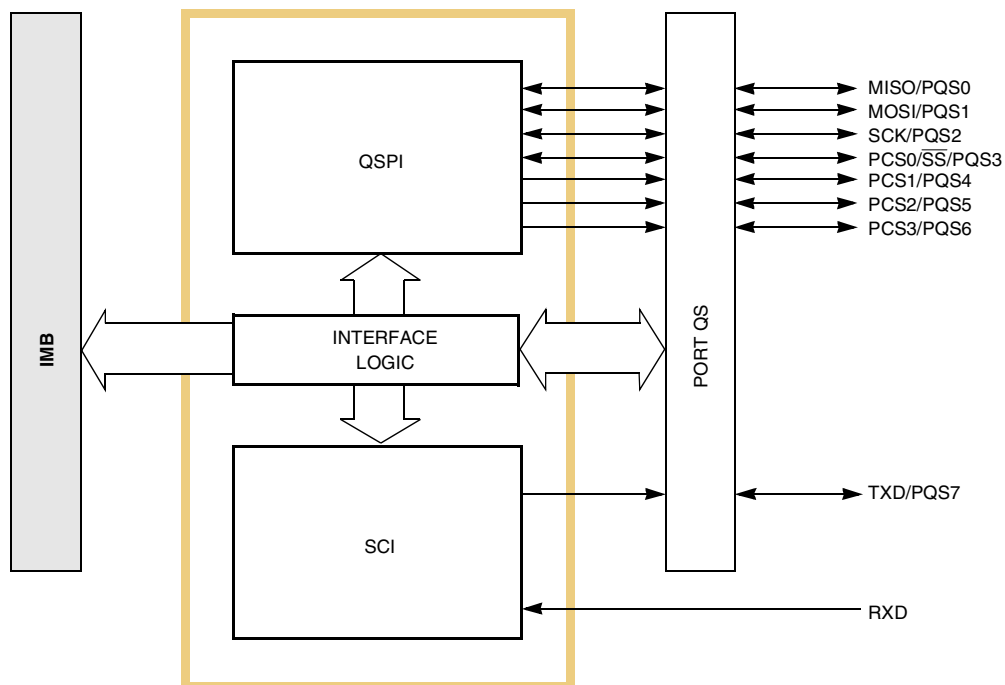 IMB
QSPI
INTERFACE
LOGIC
SCI
PORT QS
MISO/PQS0
MOSI/PQS1
SCK/PQS2
PCS0/S̅S̅/PQS3
PCS1/PQS4
PCS2/PQS5
PCS3/PQS6
TXD/PQS7
RXD